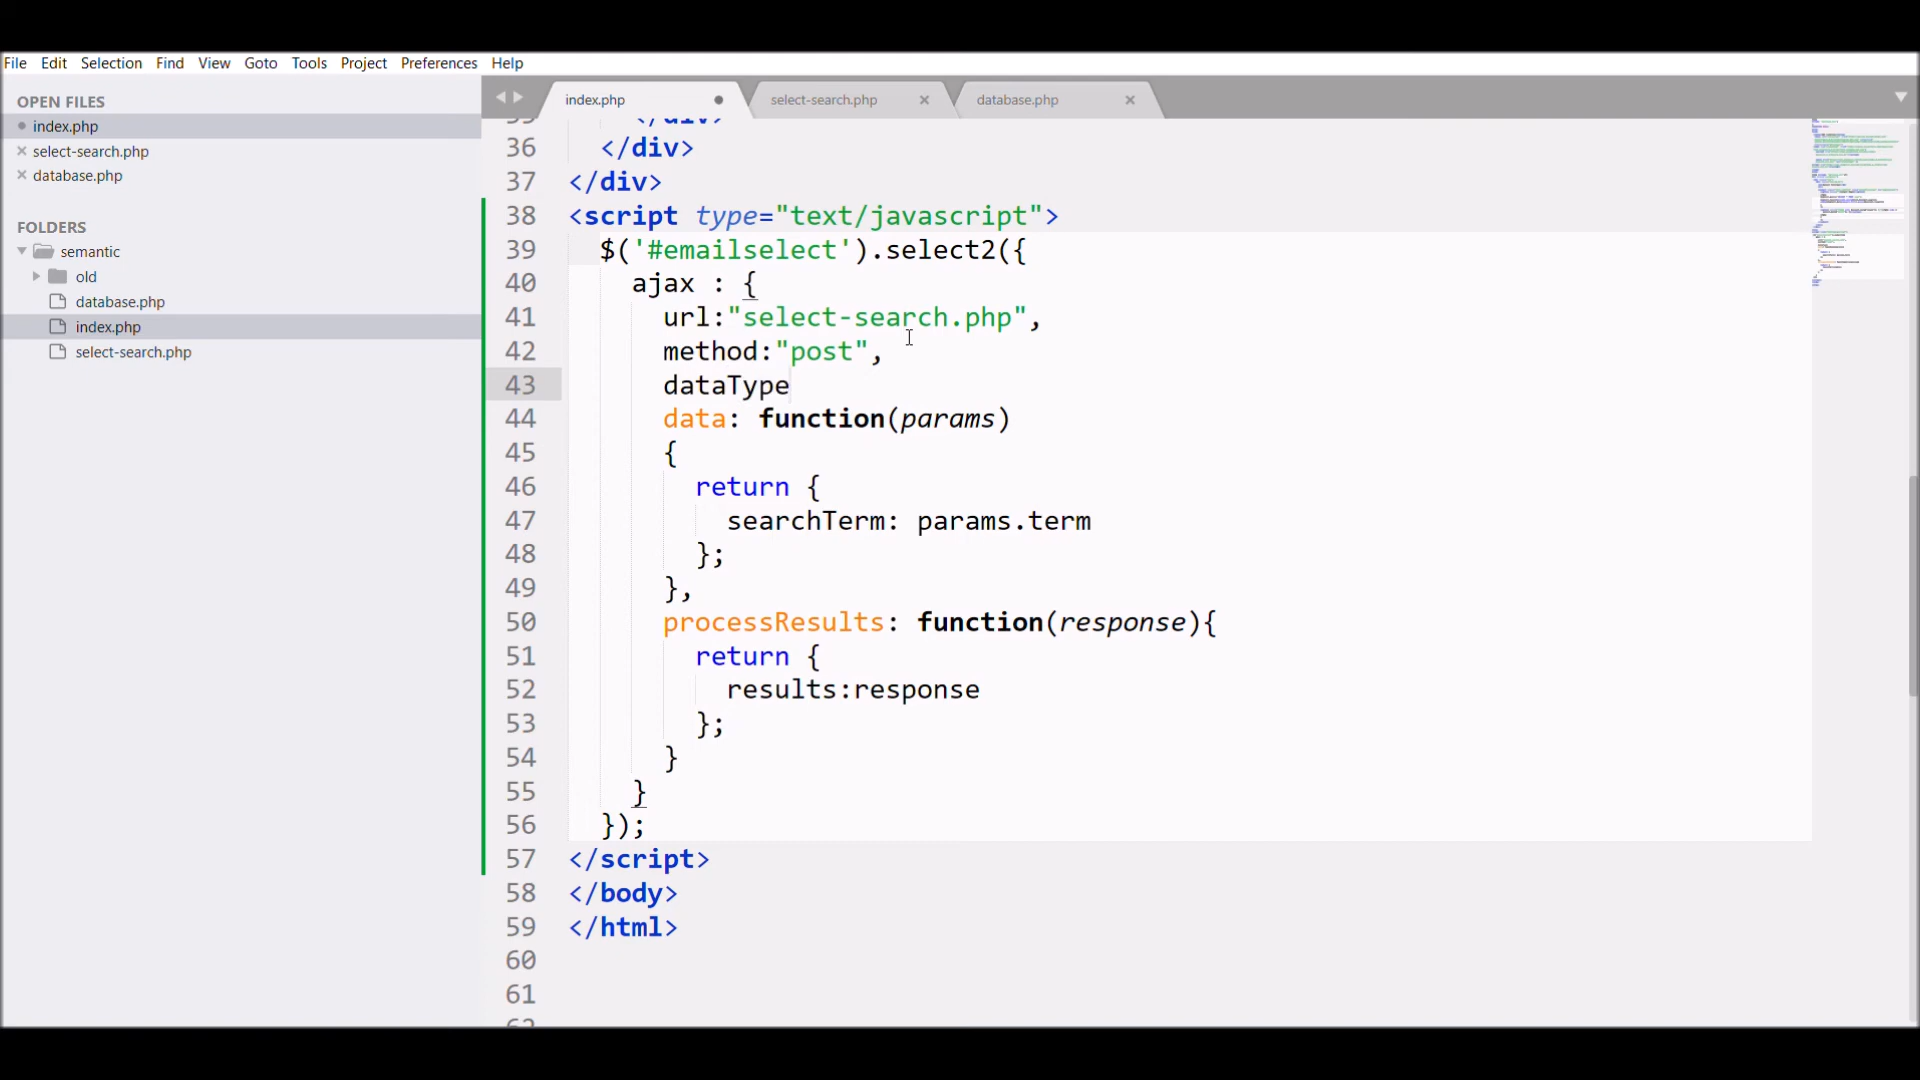 File Edit Selection Find View Goto Tools Project Preferences Help
OPEN FILES
index.php
select-search.php
database.php
FOLDERS
semantic
old
database.php
index.php
select-search.php
index.php select-search.php database.php
35 </div>
36 </div>
37 </div>
38 <script type="text/javascript">
39 $('#emailselect').select2({
40 ajax : {
41 url:"select-search.php",
42 method:"post",
43 dataType
44 data: function(params)
45 {
46 return {
47 searchTerm: params.term
48 };
49 },
50 processResults: function(response){
51 return {
52 results:response
53 };
54 }
55 }
56 });
57 </script>
58 </body>
59 </html>
60
61
62